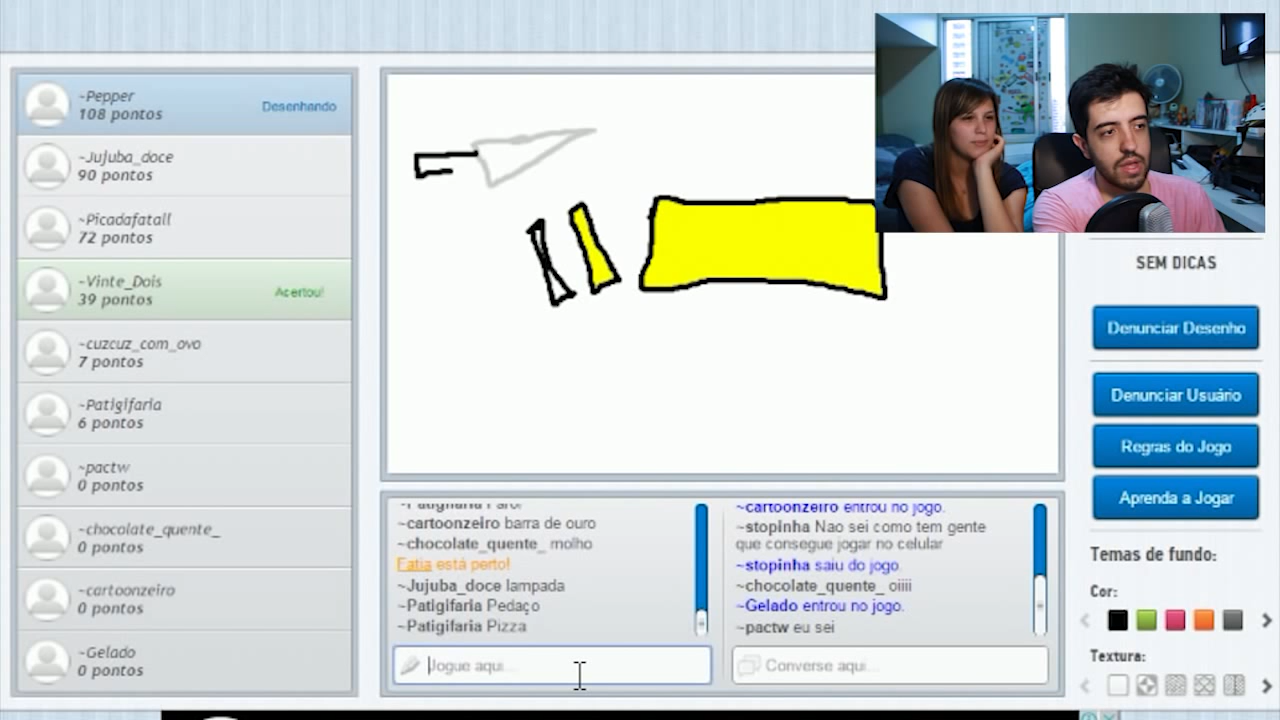 ~Pepper
108 pontos
Desenhando
~Jujuba_doce
90 pontos
~Picadafatall
72 pontos
~Vinte_Dois
39 pontos
Acertou!
~cuzcuz_com_ovo
7 pontos
~Patigifaria
6 pontos
~pactw
0 pontos
~chocolate_quente_
0 pontos
~cartoonzeiro
0 pontos
~Gelado
0 pontos
~cartoonzeiro barra de ouro
~chocolate_quente_ molho
Fatia está perto!
~Jujuba_doce lampada
~Patigifaria Pedaço
~Patigifaria Pizza
Jogue aqui...
~cartoonzeiro entrou no jogo.
~stopinha Nao sei como tem gente
que consegue jogar no celular
~stopinha saiu do jogo.
~chocolate_quente_ oiiii
~Gelado entrou no jogo.
~pactw eu sei
Converse aqui...
SEM DICAS
Denunciar Desenho
Denunciar Usuário
Regras do Jogo
Aprenda a Jogar
Temas de fundo:
Cor:
Textura: